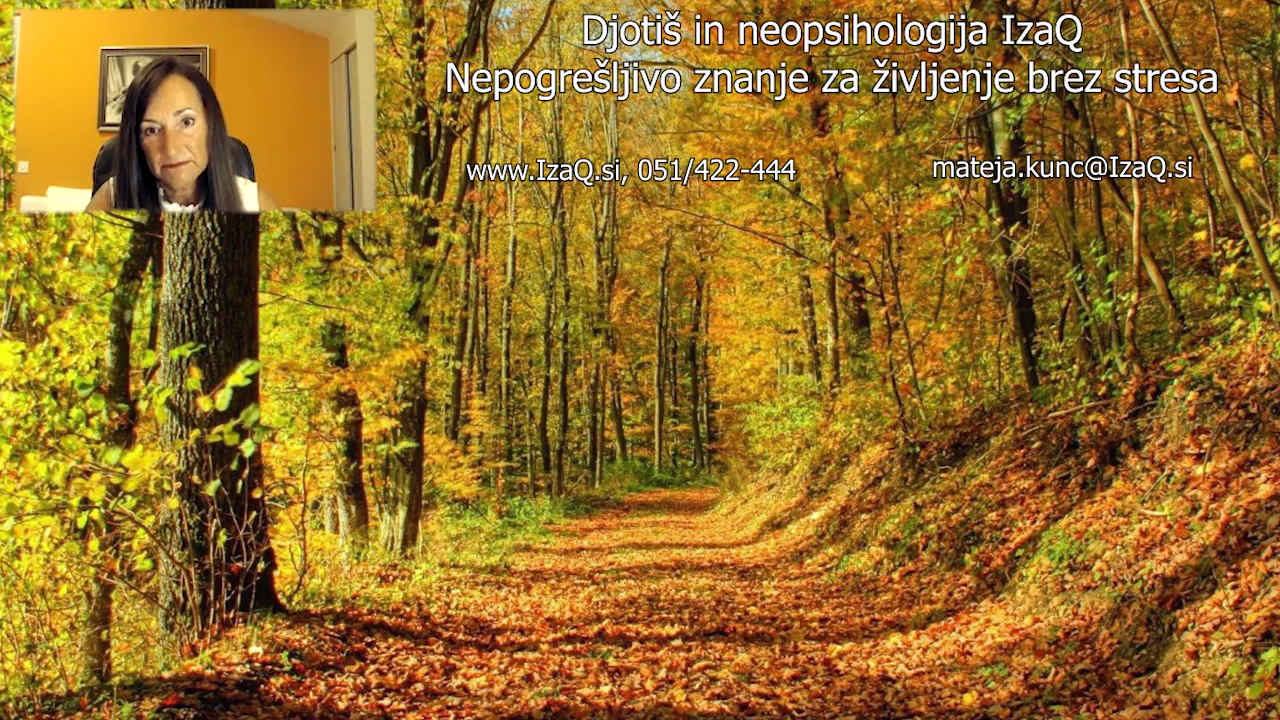 Djotiš in neopsihologija IzaQ
Nepogrešljivo znanje za življenje brez stresa
www.IzaQ.si, 051/422-444
mateja.kunc@IzaQ.si